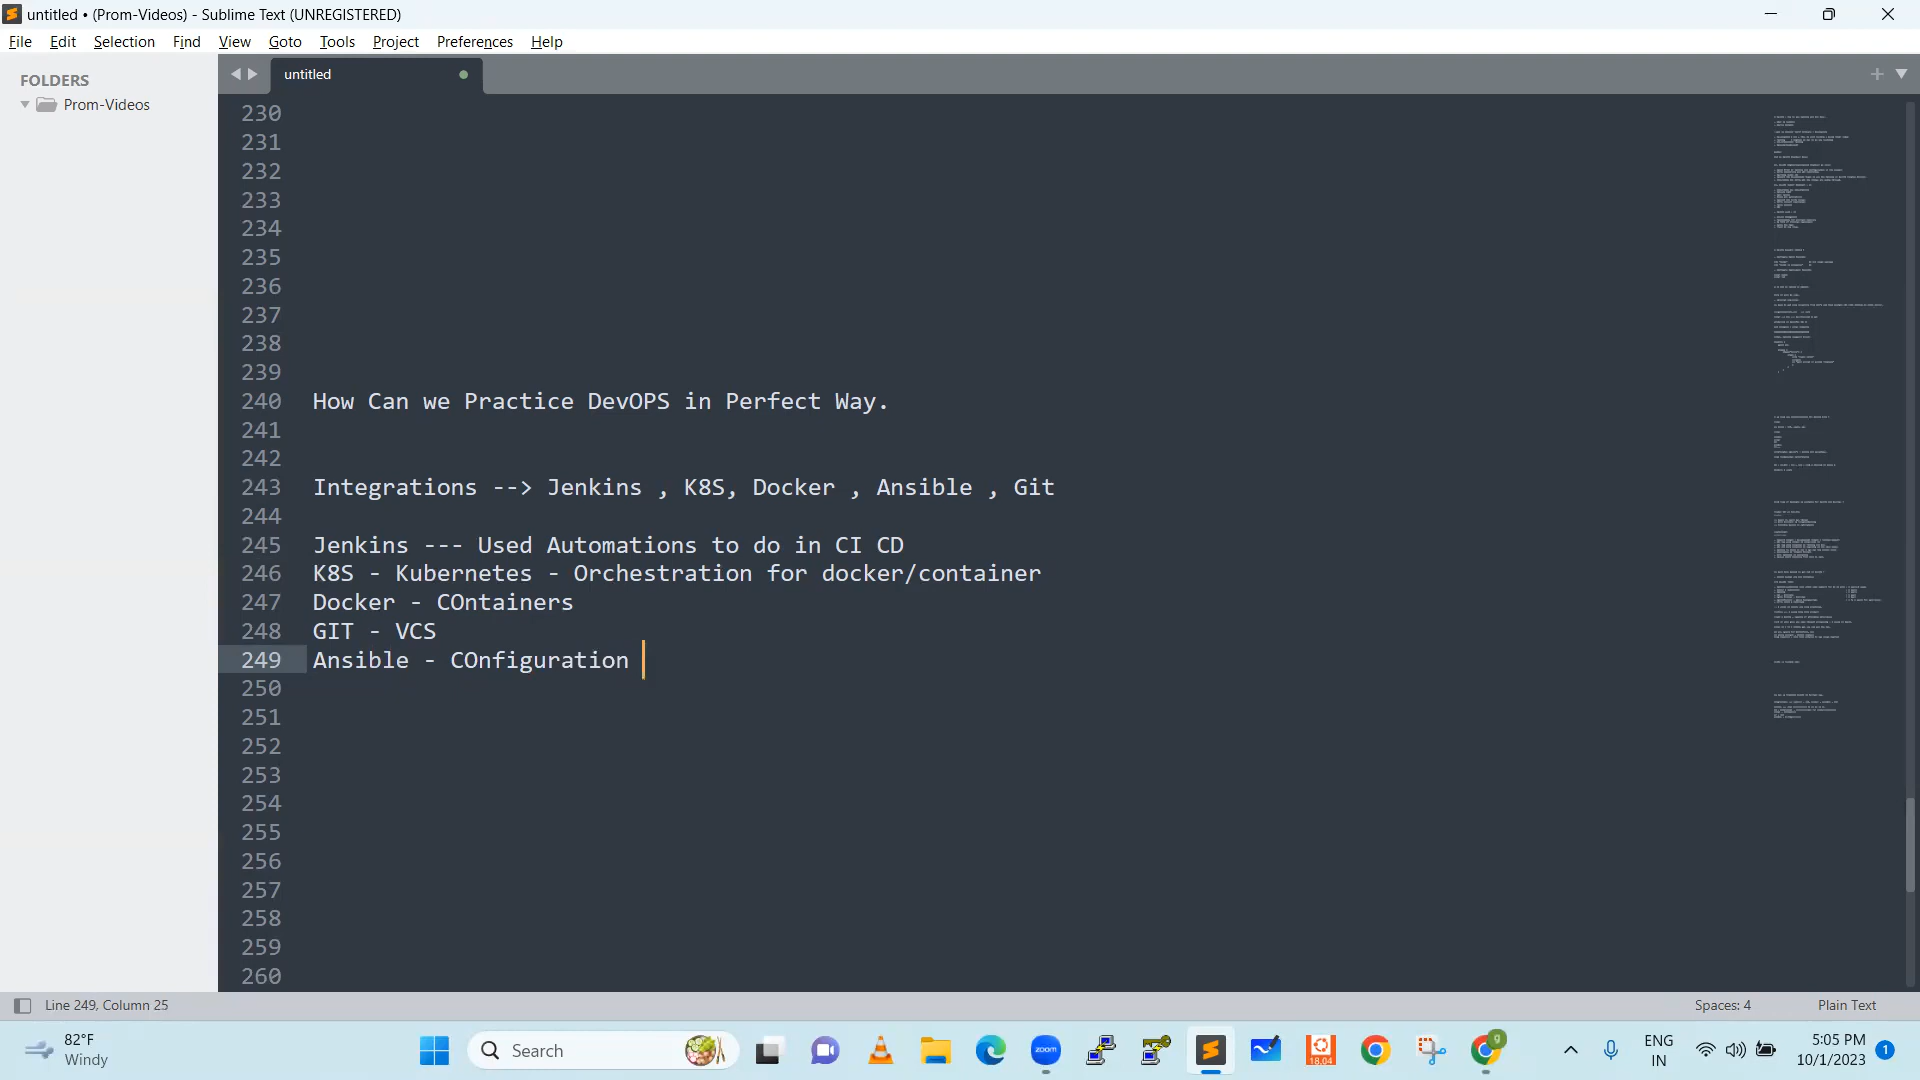 untitled • (Prom-Videos) - Sublime Text (UNREGISTERED)
File Edit Selection Find View Goto Tools Project Preferences Help
FOLDERS
Prom-Videos
untitled
230
231
232
233
234
235
236
237
238
239
240 How Can we Practice DevOPS in Perfect Way.
241
242
243 Integrations --> Jenkins , K8S, Docker , Ansible , Git
244
245 Jenkins --- Used Automations to do in CI CD
246 K8S - Kubernetes - Orchestration for docker/container
247 Docker - COntainers
248 GIT - VCS
249 Ansible - COnfiguration
250
251
252
253
254
255
256
257
258
259
260
Line 249, Column 25
Spaces: 4
Plain Text
82°F
Windy
Search
zoom
18.04
g
ENG
IN
5:05 PM
10/1/2023
1